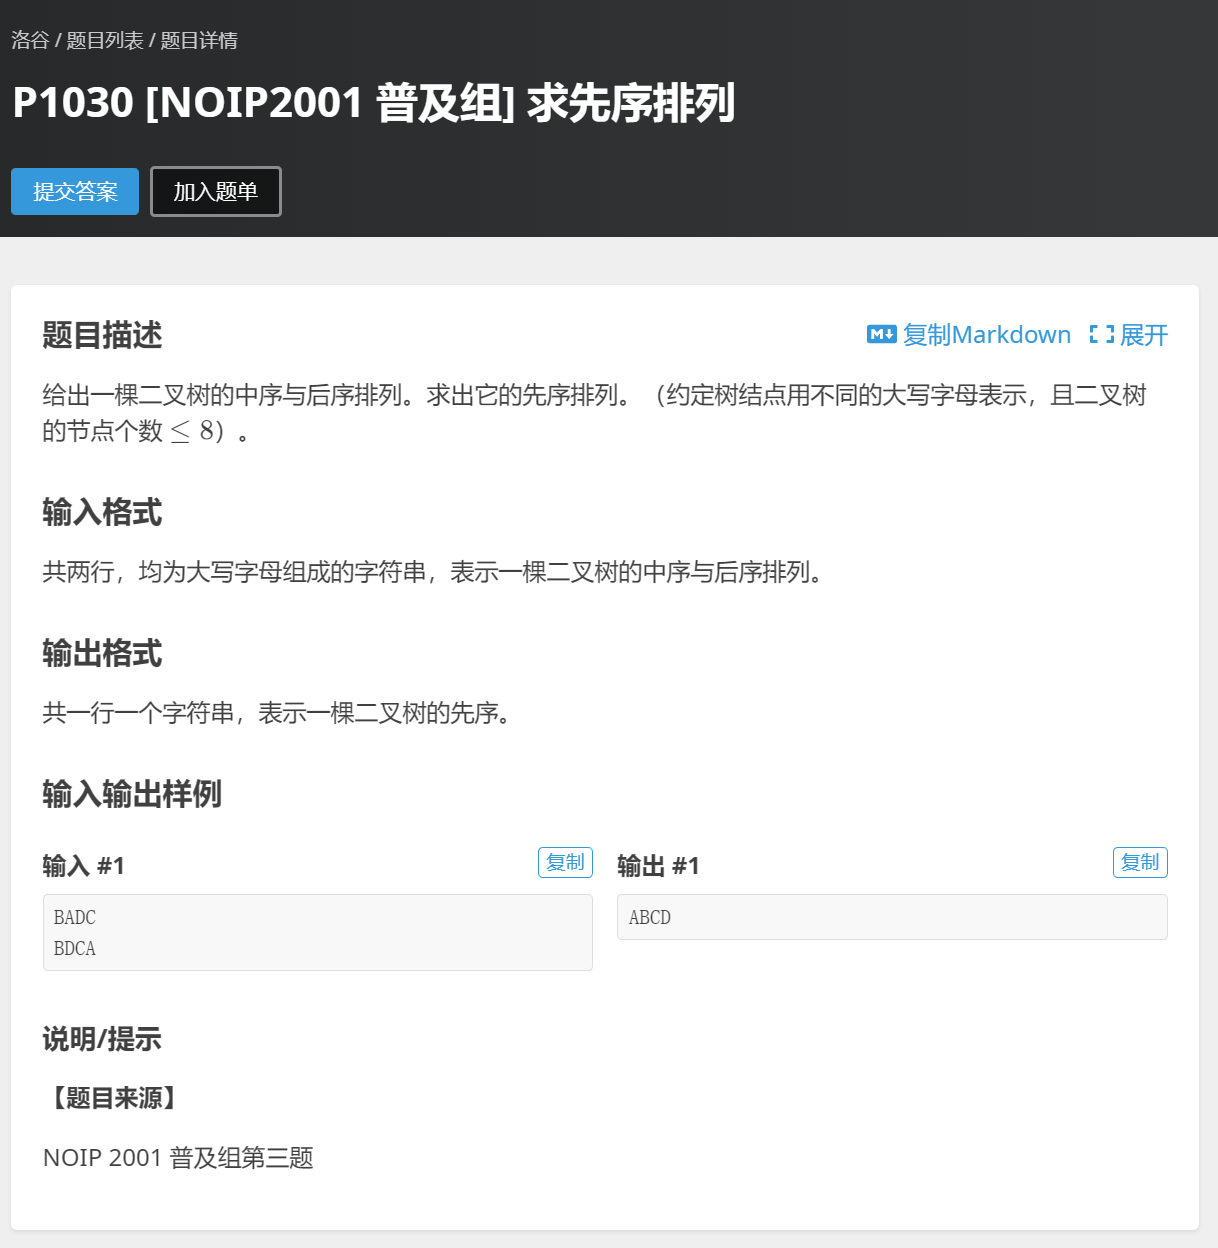 洛谷 / 题目列表 / 题目详情
P1030 [NOIP2001 普及组] 求先序排列
提交答案 加入题单
题目描述 复制Markdown 展开
给出一棵二叉树的中序与后序排列。求出它的先序排列。（约定树结点用不同的大写字母表示，且二叉树
的节点个数 ≤ 8）。
输入格式
共两行，均为大写字母组成的字符串，表示一棵二叉树的中序与后序排列。
输出格式
共一行一个字符串，表示一棵二叉树的先序。
输入输出样例
输入 #1 复制 输出 #1 复制
BADC ABCD
BDCA
说明/提示
【题目来源】
NOIP 2001 普及组第三题